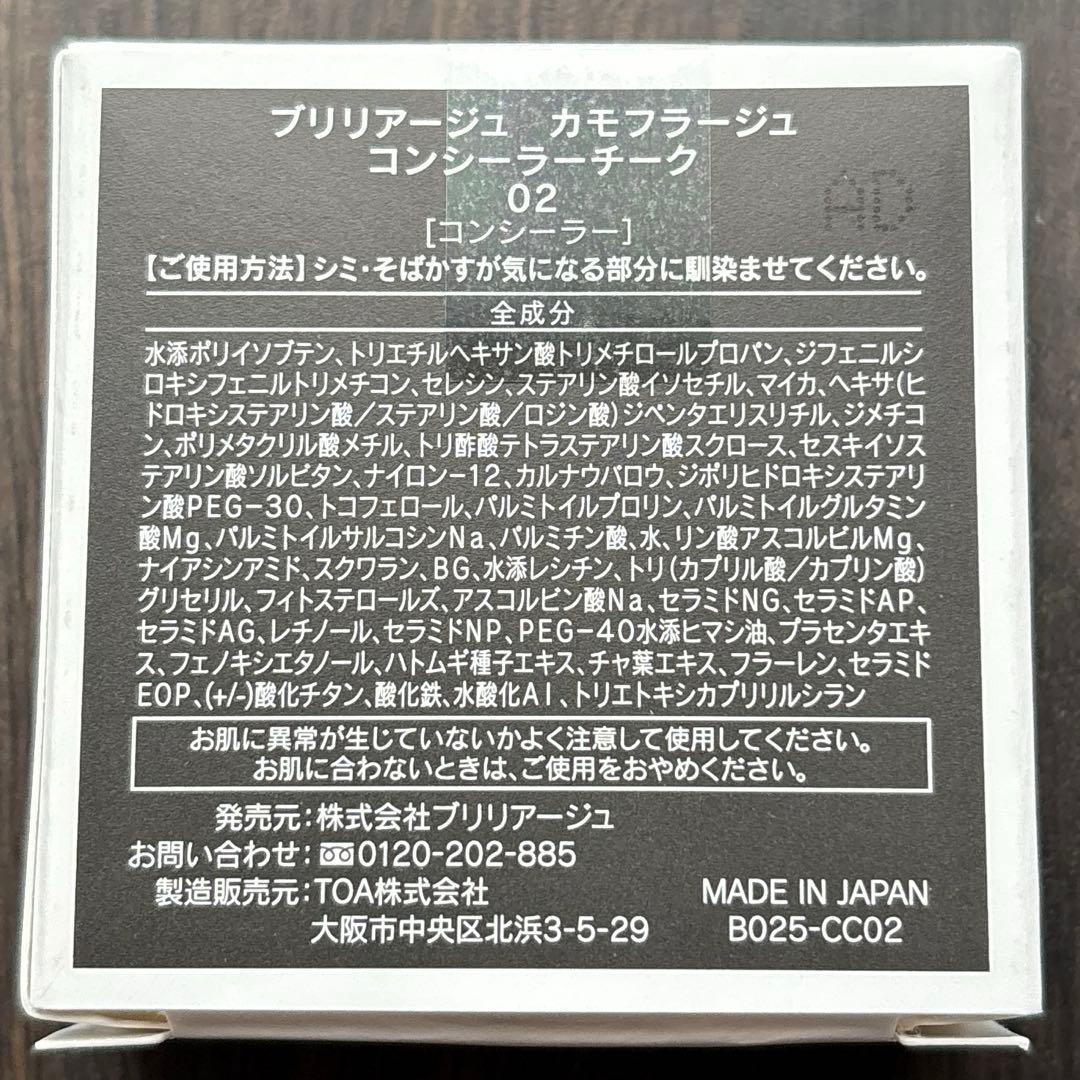 ブリリアージュ カモフラージュ
コンシーラーチーク
02
[コンシーラー]
【ご使用方法】シミ・そばかすが気になる部分に馴染ませてください。
全成分
水添ポリイソブテン、トリエチルヘキサン酸トリメチロールプロパン、ジフェニルシ
ロキシフェニルトリメチコン、セレシン、ステアリン酸イソセチル、マイカ、ヘキサ(ヒ
ドロキシステアリン酸／ステアリン酸／ロジン酸)ジペンタエリスリチル、ジメチコ
ン、ポリメタクリル酸メチル、トリ酢酸テトラステアリン酸スクロース、セスキイソス
テアリン酸ソルビタン、ナイロン-12、カルナウバロウ、ジポリヒドロキシステアリ
ン酸PEG-30、トコフェロール、パルミトイルプロリン、パルミトイルグルタミン
酸Mg、パルミトイルサルコシンNa、パルミチン酸、水、リン酸アスコルビルMg、
ナイアシンアミド、スクワラン、BG、水添レシチン、トリ(カプリル酸／カプリン酸)
グリセリル、フィトステロールズ、アスコルビン酸Na、セラミドNG、セラミドAP、
セラミドAG、レチノール、セラミドNP、PEG-40水添ヒマシ油、プラセンタエキ
ス、フェノキシエタノール、ハトムギ種子エキス、チャ葉エキス、フラーレン、セラミド
EOP、(+/-)酸化チタン、酸化鉄、水酸化Al、トリエトキシカプリリルシラン
お肌に異常が生じていないかよく注意して使用してください。
お肌に合わないときは、ご使用をおやめください。
発売元：株式会社ブリリアージュ
お問い合わせ：0120-202-885
製造販売元：TOA株式会社
大阪市中央区北浜3-5-29
MADE IN JAPAN
B025-CC02